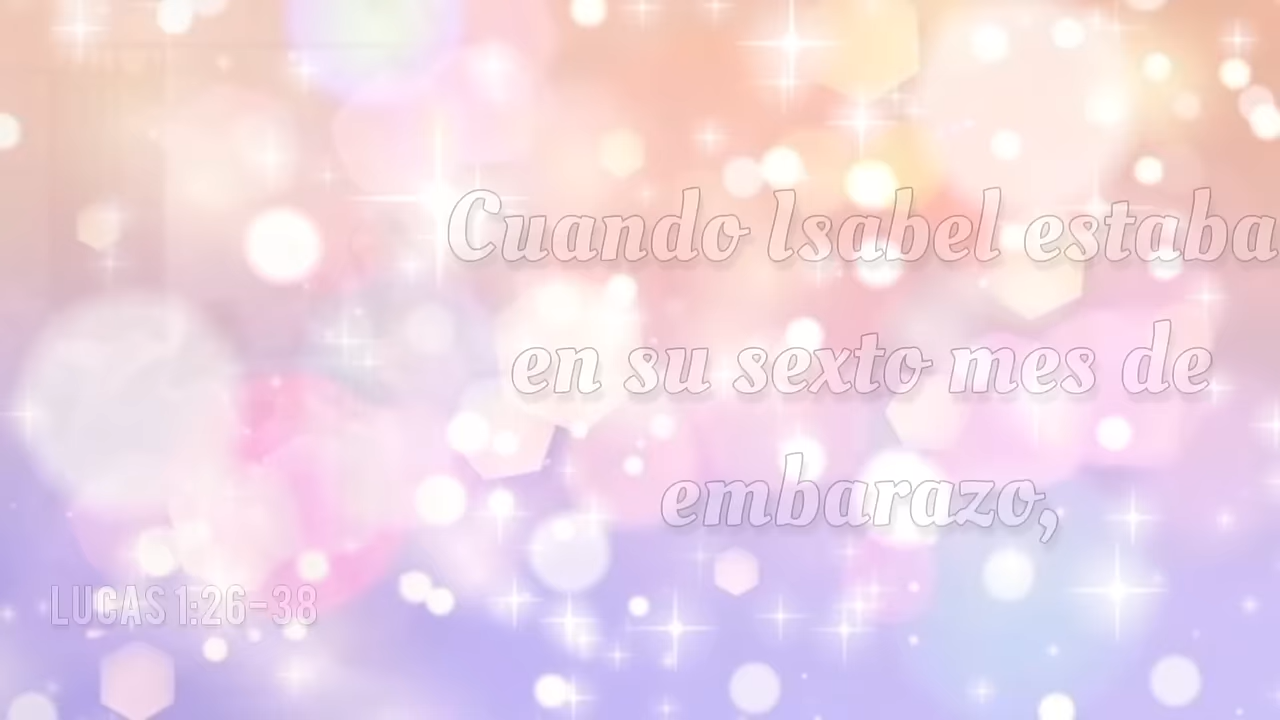 Cuando Isabel estaba
en su sexto mes de
embarazo,
LUCAS 1:26-38